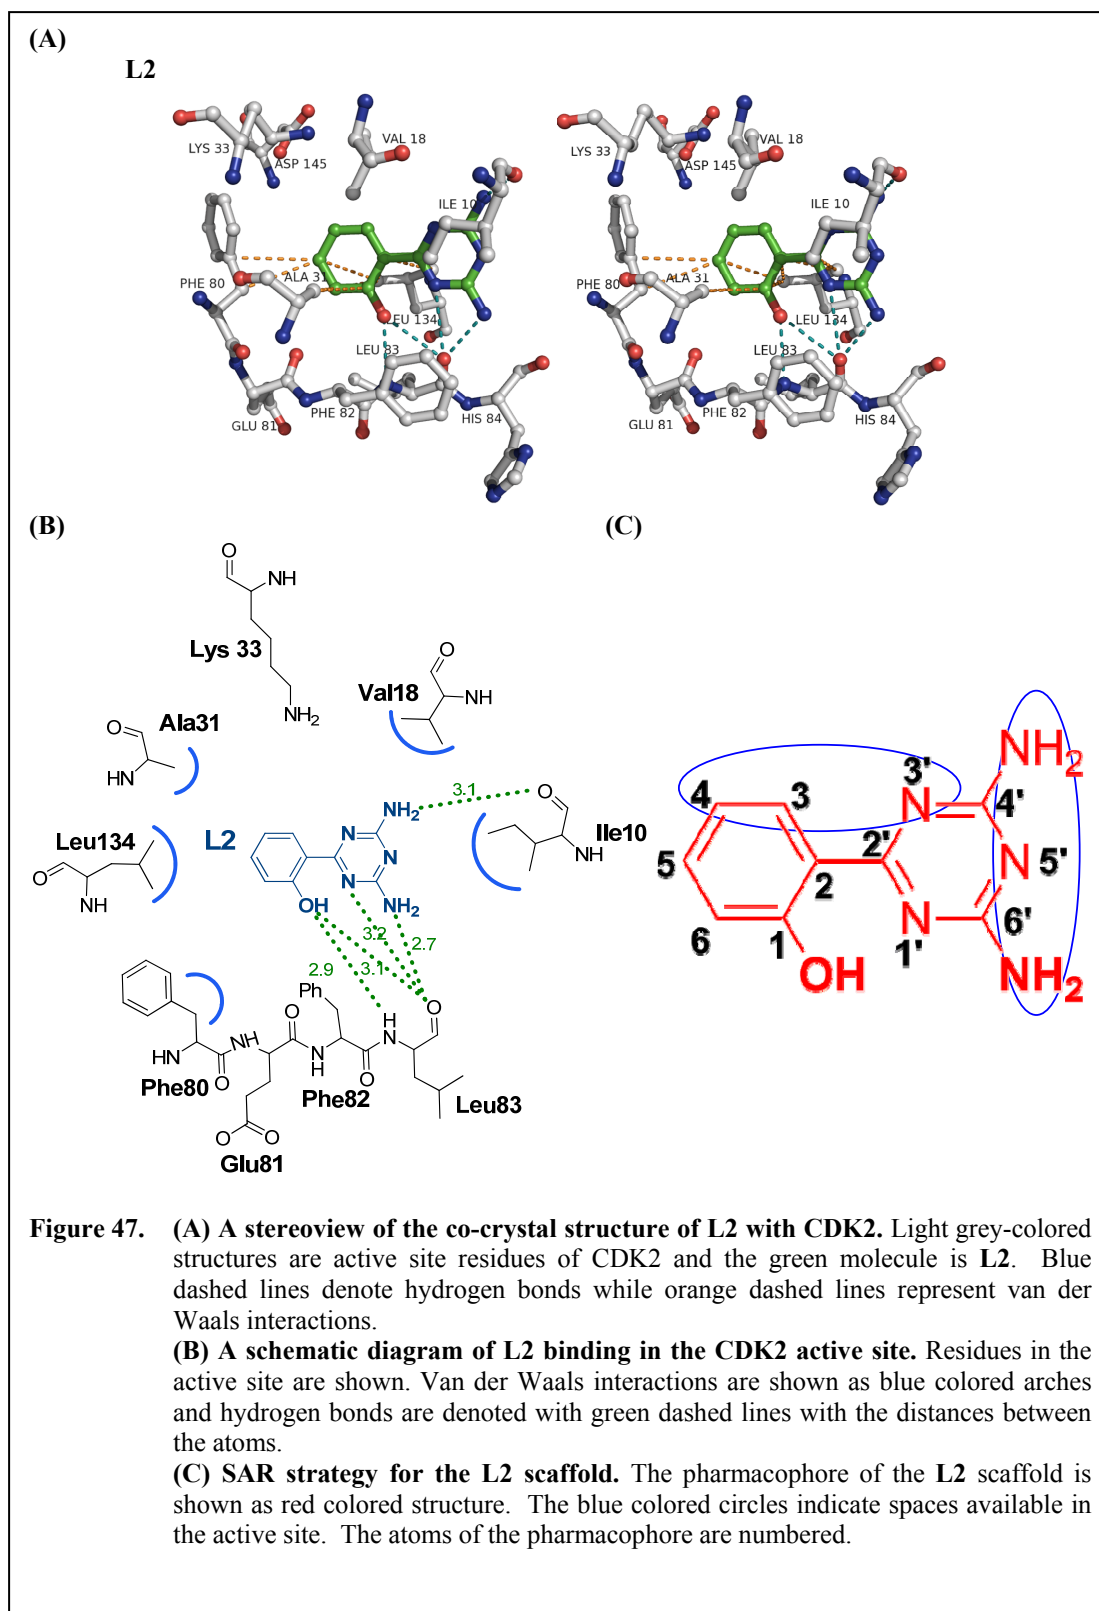 (A)
L2
LYS 33
ASP 145
VAL 18
ILE 10
PHE 80
ALA 31
LEU 134
LEU 83
PHE 82
GLU 81
HIS 84
LYS 33
ASP 145
VAL 18
ILE 10
PHE 80
ALA 31
LEU 134
LEU 83
PHE 82
GLU 81
HIS 84
(B)
O
NH
Lys 33
NH2
O
Val18
NH
Ala31
O
HN
Leu134
O
NH
L2
NH2
N
N
N
OH
NH2
3.1
O
Ile10
NH
3.2
2.7
2.9
3.1
Ph
O
HN
NH
O
O
HN
O
H
N
O
Phe80
Phe82
Leu83
O
O
Glu81
(C)
NH2
3'
N
4'
4
3
2'
N
5'
5
2
6
1
N
1'
6'
OH
NH2
Figure 47. (A) A stereoview of the co-crystal structure of L2 with CDK2. Light grey-colored
structures are active site residues of CDK2 and the green molecule is L2. Blue
dashed lines denote hydrogen bonds while orange dashed lines represent van der
Waals interactions.
(B) A schematic diagram of L2 binding in the CDK2 active site. Residues in the
active site are shown. Van der Waals interactions are shown as blue colored arches
and hydrogen bonds are denoted with green dashed lines with the distances between
the atoms.
(C) SAR strategy for the L2 scaffold. The pharmacophore of the L2 scaffold is
shown as red colored structure. The blue colored circles indicate spaces available in
the active site. The atoms of the pharmacophore are numbered.